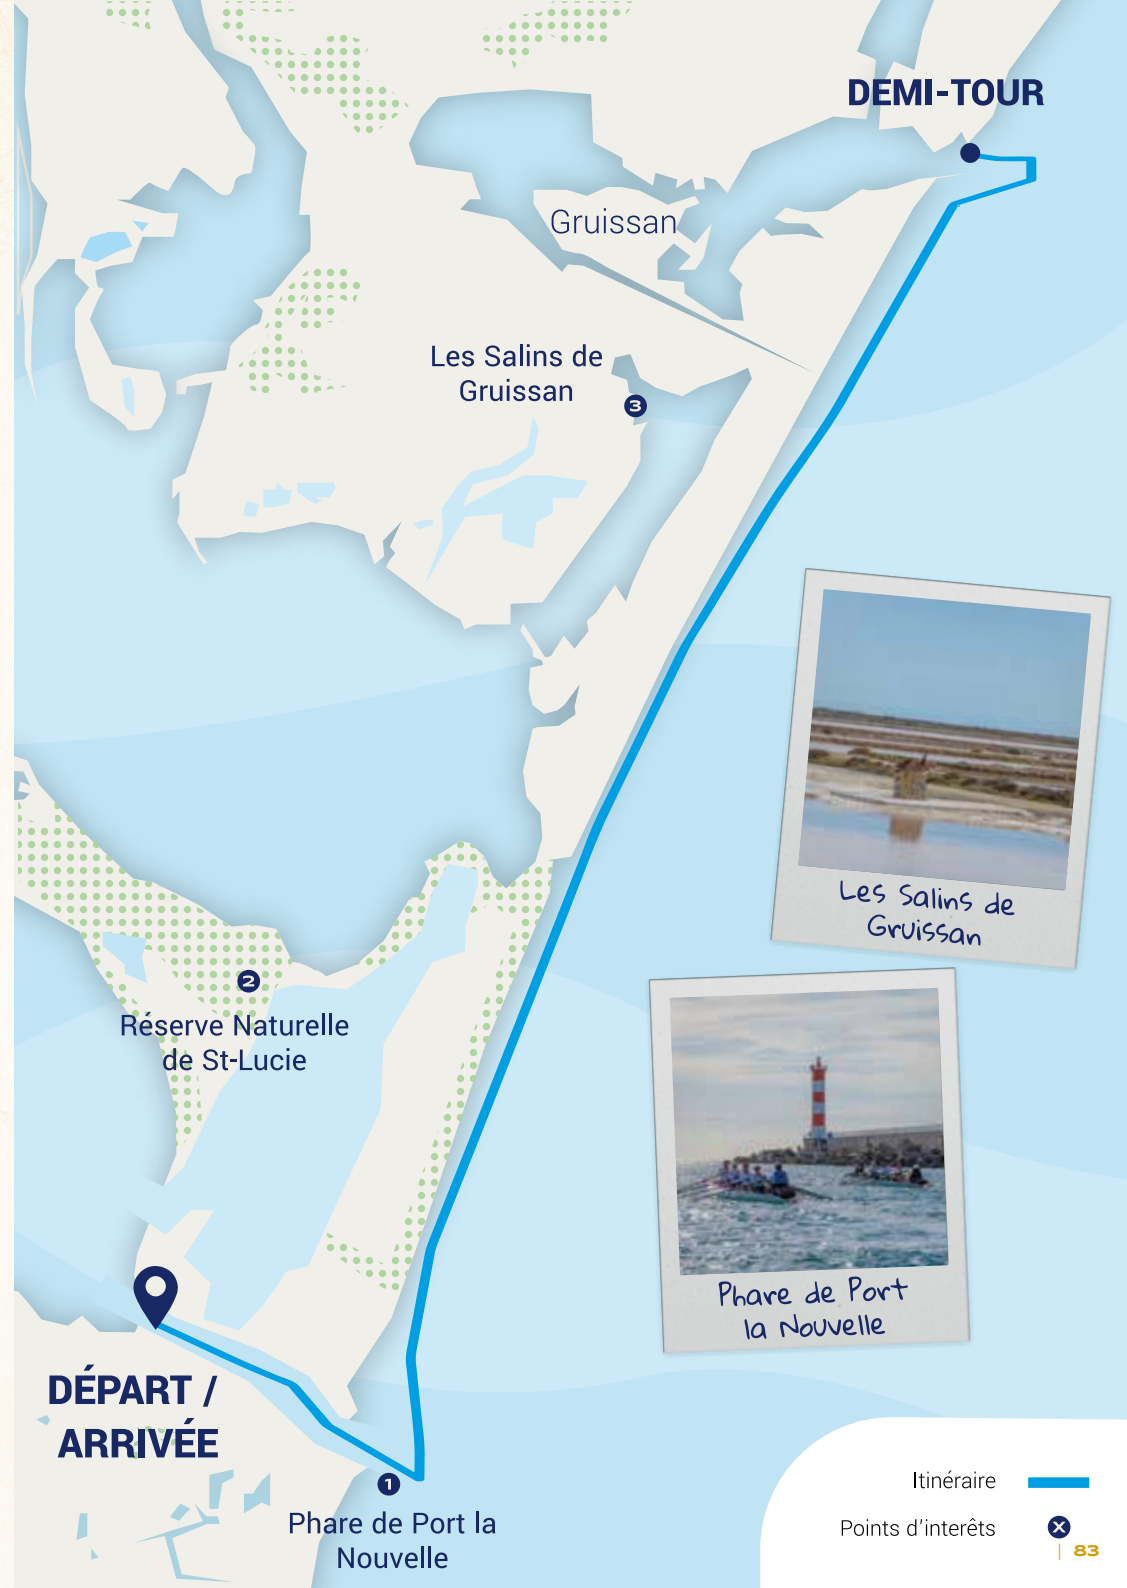 DEMI-TOUR
Gruissan
Les Salins de
Gruissan
3
Les Salins de
Gruissan
2
Réserve Naturelle
de St-Lucie
Phare de Port
la Nouvelle
DÉPART /
ARRIVÉE
1
Phare de Port la
Nouvelle
Itinéraire
Points d'interêts
X
| 83